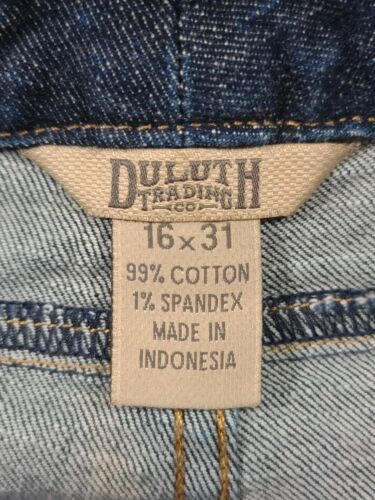 DULUTH
TRADING
CO
16 x 31
99% COTTON
1% SPANDEX
MADE IN
INDONESIA